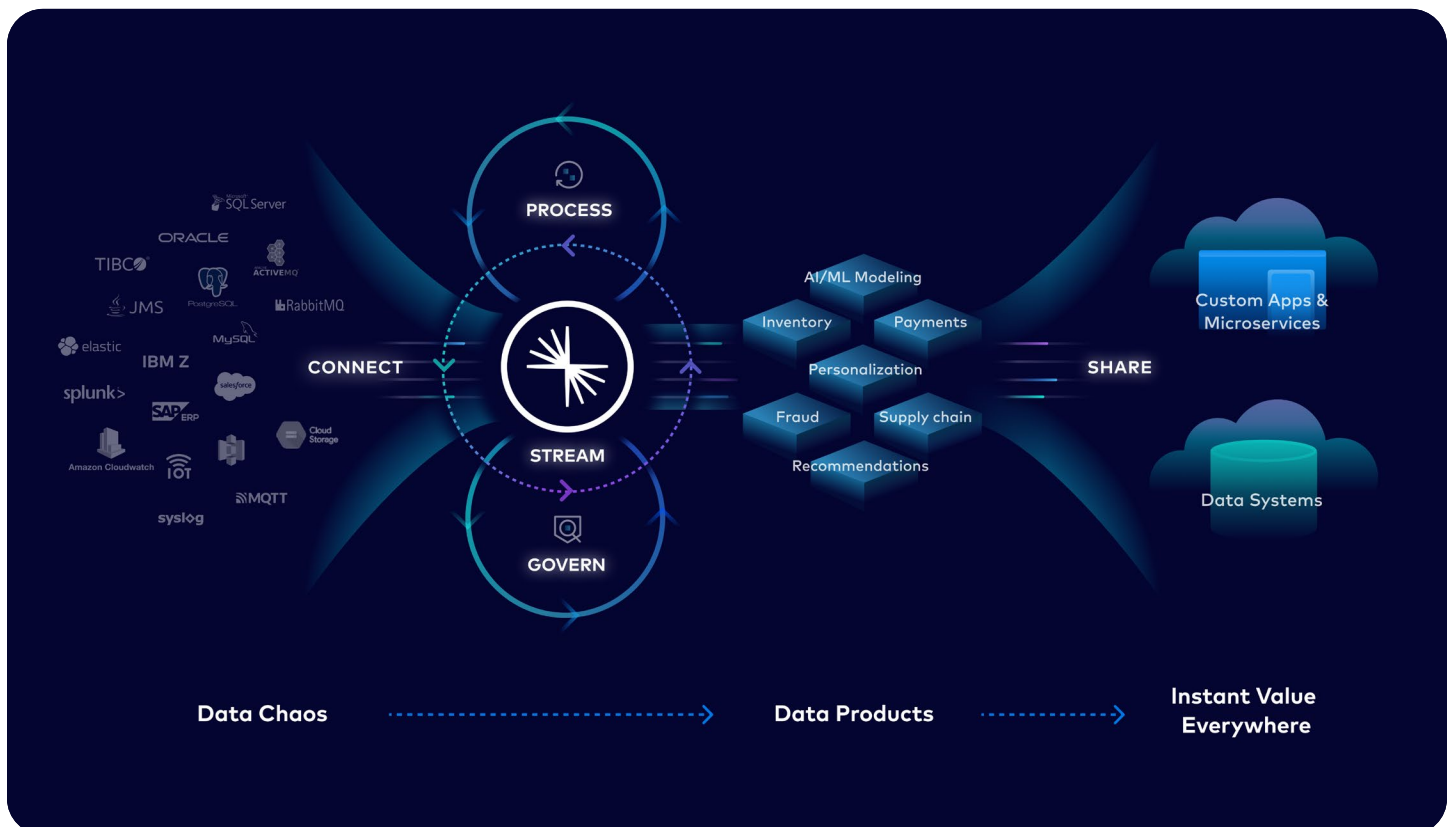 Microsoft
SQL Server
ORACLE
TIBCO
ACTIVEMQ
PostgreSQL
JMS
RabbitMQ
MySQL
elastic
IBM Z
salesforce
splunk>
SAP ERP
Cloud
Storage
Amazon Cloudwatch
IOT
MQTT
syslog
CONNECT
PROCESS
STREAM
GOVERN
AI/ML Modeling
Inventory
Payments
Personalization
Fraud
Supply chain
Recommendations
SHARE
Custom Apps &
Microservices
Data Systems
Data Chaos
Data Products
Instant Value
Everywhere